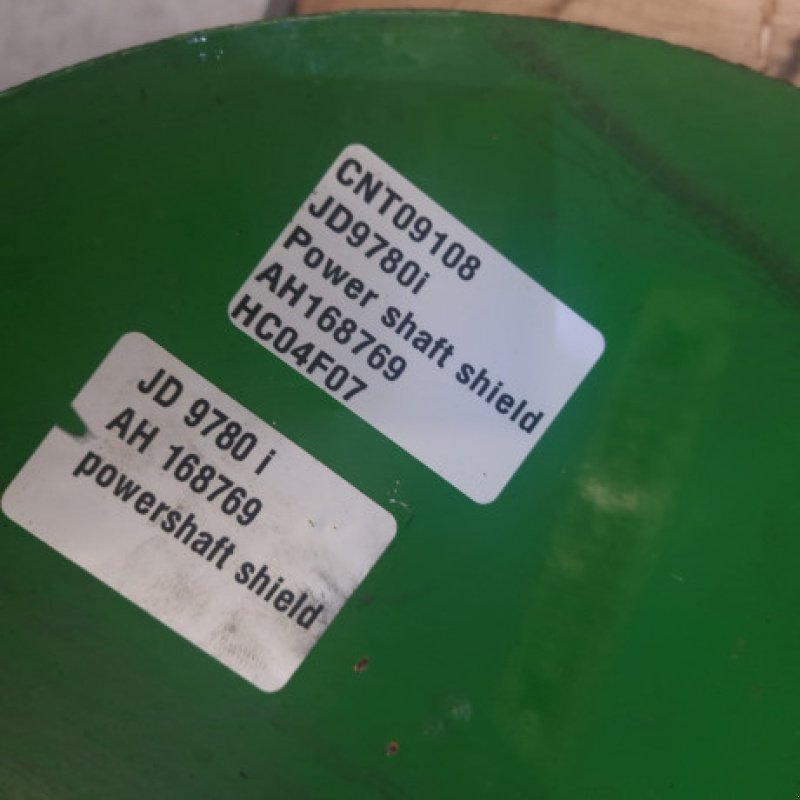 CNT09108
JD9780i
Power shaft shield
AH168769
HC04F07
JD 9780 i
AH 168769
powershaft shield